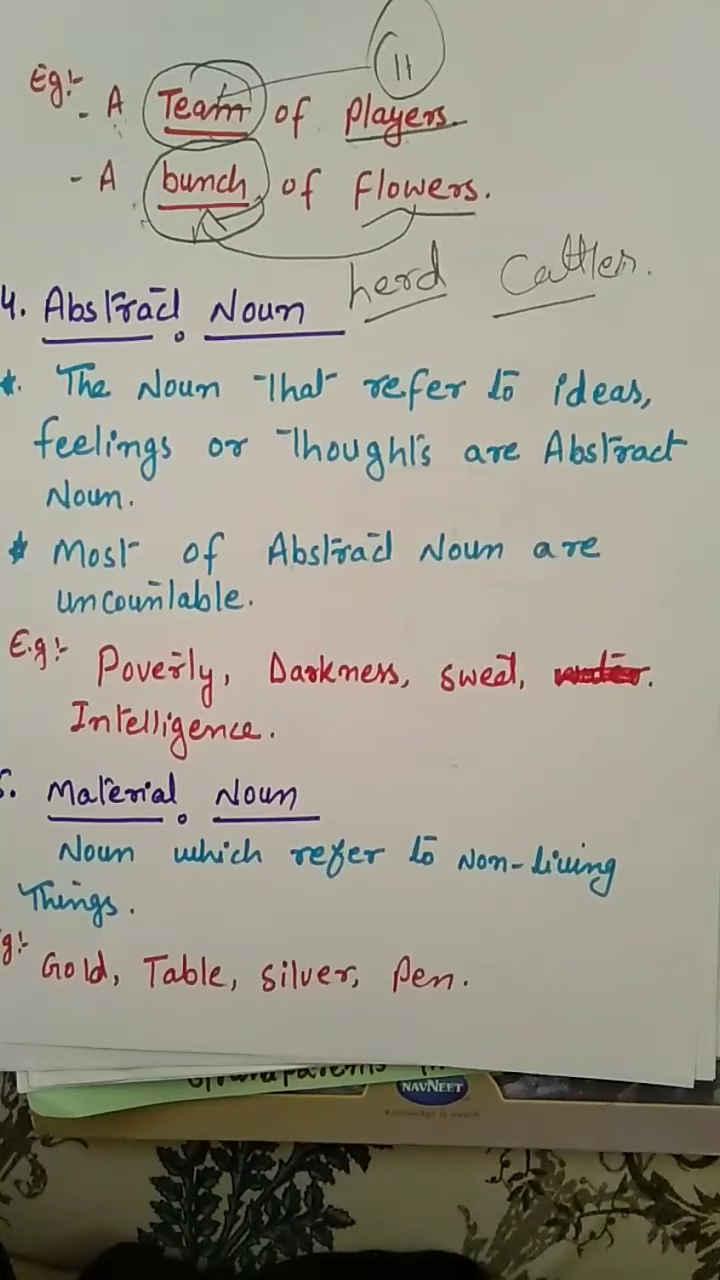 11
Eg:-
- A Team of Players.
- A bunch of Flowers.
herd Cattles.
4. Abstract Noun
*. The Noun That refer to ideas,
feelings or Thoughts are Abstract
Noun.
* Most of Abstract Noun are
uncountable.
E.g:- Poverty, Darkness, sweet, water.
Intelligence.
5. Material Noun
Noun which refer to Non-living
Things.
g:- Gold, Table, silver, Pen.
NAVNEET